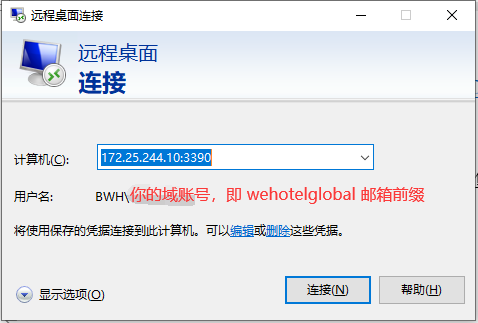 远程桌面连接
远程桌面
连接
计算机(C): 172.25.244.10:3390
用户名: BWH\你的域账号，即 wehotelglobal 邮箱前缀
将使用保存的凭据连接到此计算机。可以编辑或删除这些凭据。
显示选项(O) 连接(N) 帮助(H)